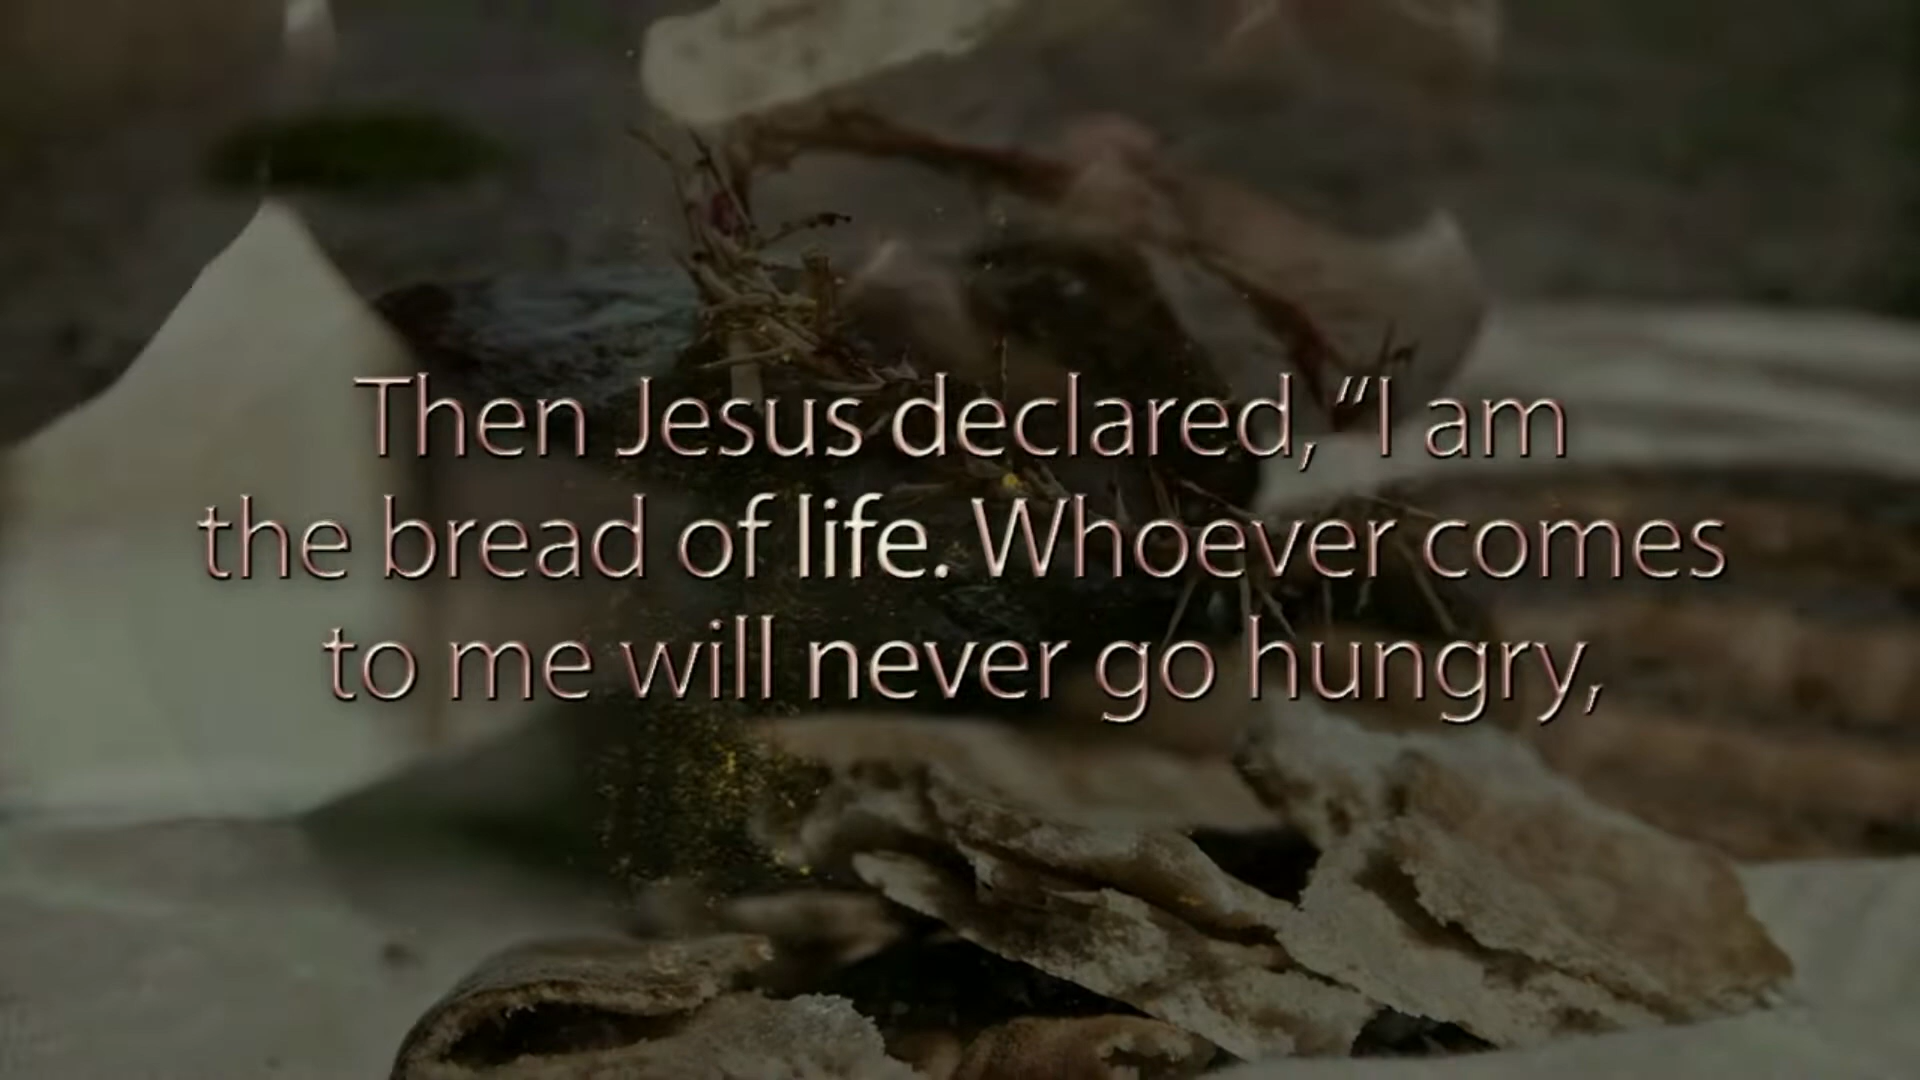 Then Jesus declared, “I am
the bread of life. Whoever comes
to me will never go hungry,